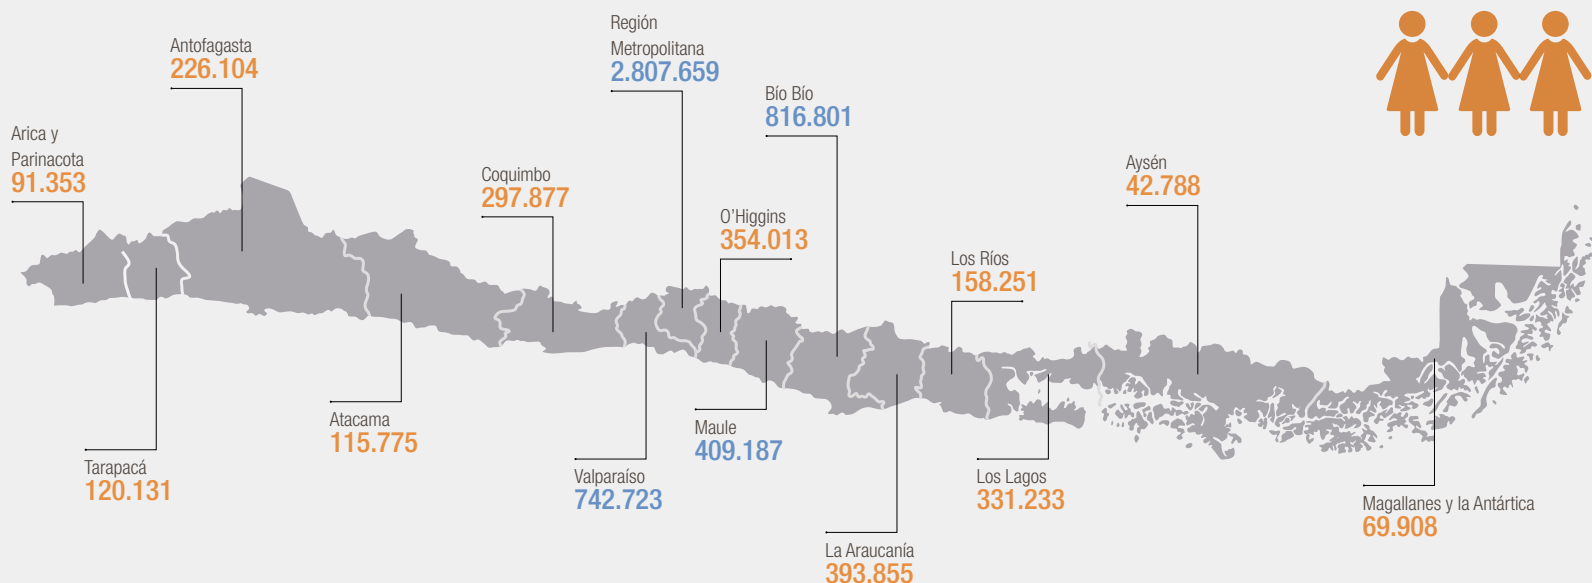 Arica y
Parinacota
91.353
Tarapacá
120.131
Antofagasta
226.104
Atacama
115.775
Coquimbo
297.877
Valparaíso
742.723
Región
Metropolitana
2.807.659
O'Higgins
354.013
Maule
409.187
Bío Bío
816.801
La Araucanía
393.855
Los Ríos
158.251
Los Lagos
331.233
Aysén
42.788
Magallanes y la Antártica
69.908